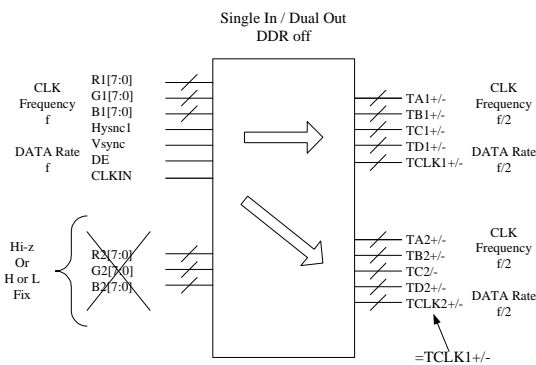 Single In / Dual Out
DDR off
CLK
Frequency
f
DATA Rate
f
R1[7:0]
G1[7:0]
B1[7:0]
Hysnc1
Vsync
DE
CLKIN
TA1+/-
TB1+/-
TC1+/-
TD1+/-
TCLK1+/-
CLK
Frequency
f/2
DATA Rate
f/2
Hi-z
Or
H or L
Fix
R2[7:0]
G2[7:0]
B2[7:0]
TA2+/-
TB2+/-
TC2/-
TD2+/-
TCLK2+/-
CLK
Frequency
f/2
DATA Rate
f/2
=TCLK1+/-